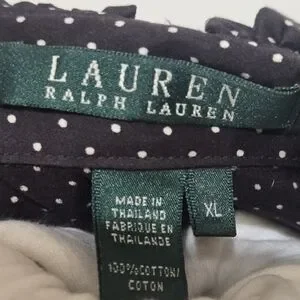 LAUREN
RALPH LAUREN
MADE IN
THAILAND
FABRIQUE EN
THAILANDE
XL
100% COTTON/
COTON